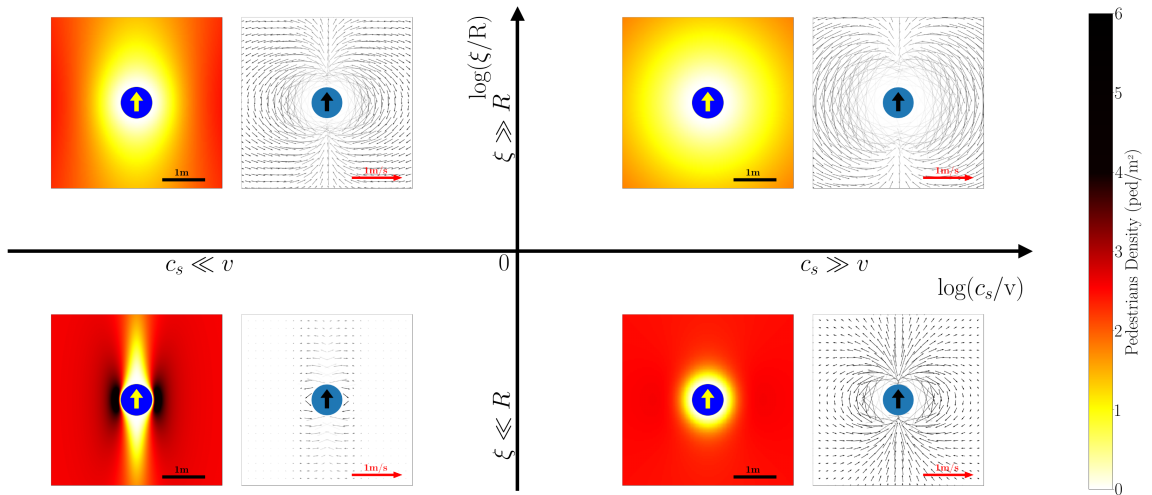 log(ξ/R)
ξ ≫ R
1m
1m/s
1m
1m/s
c_s ≪ v
0
c_s ≫ v
log(c_s/v)
ξ ≪ R
1m
1m/s
1m
1m/s
6
5
4
3
2
1
0
Pedestrians Density (ped/m²)